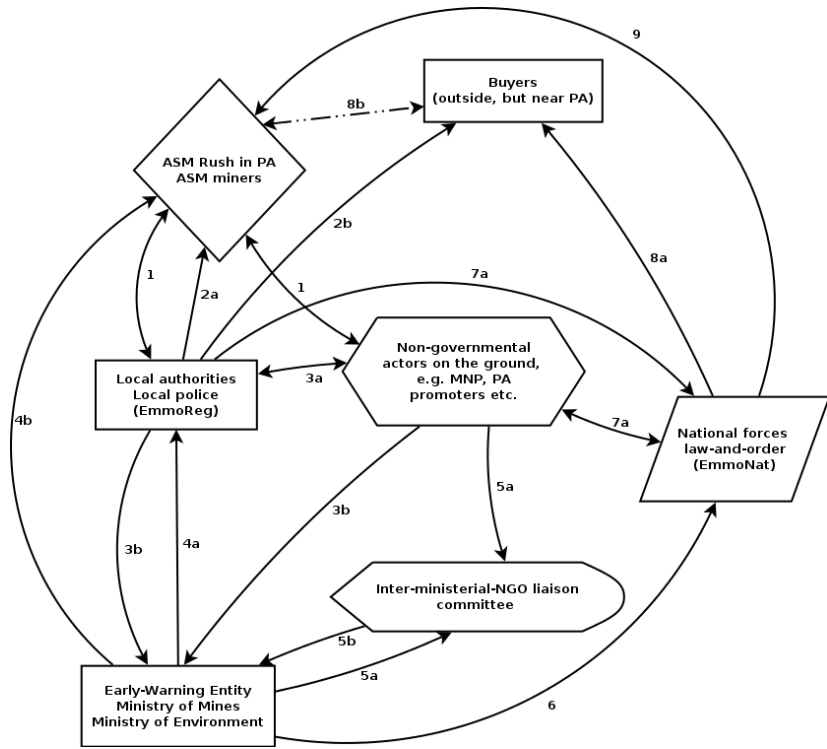 9
Buyers
(outside, but near PA)
8b
ASM Rush in PA
ASM miners
2b
8a
1
7a
2a
1
Non-governmental
actors on the ground,
e.g. MNP, PA
promoters etc.
Local authorities
Local police
(EmmoReg)
3a
4b
7a
National forces
law-and-order
(EmmoNat)
5a
3b
3b
4a
Inter-ministerial-NGO liaison
committee
5b
5a
Early-Warning Entity
Ministry of Mines
Ministry of Environment
6